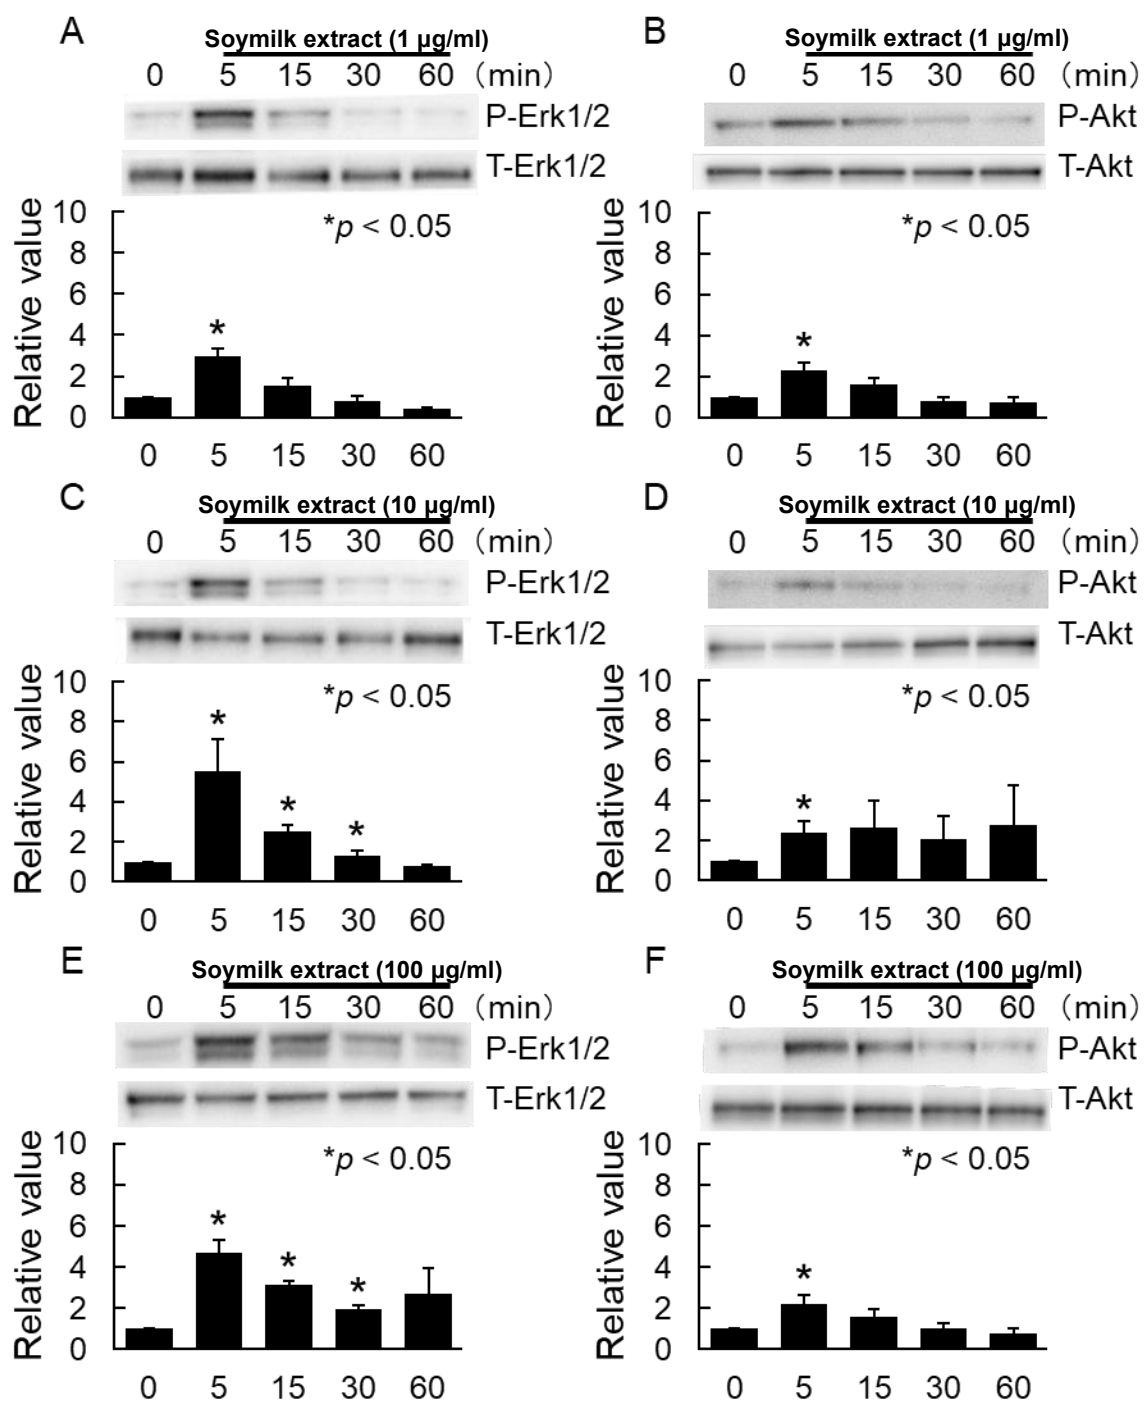 A
Soymilk extract (1 μg/ml)
0 5 15 30 60 (min)
P-Erk1/2
T-Erk1/2
*p < 0.05
Relative value
10
8
6
4
2
0
*
0 5 15 30 60
B
Soymilk extract (1 μg/ml)
0 5 15 30 60 (min)
P-Akt
T-Akt
*p < 0.05
Relative value
10
8
6
4
2
0
*
0 5 15 30 60
C
Soymilk extract (10 μg/ml)
0 5 15 30 60 (min)
P-Erk1/2
T-Erk1/2
*p < 0.05
Relative value
10
8
6
4
2
0
* * *
0 5 15 30 60
D
Soymilk extract (10 μg/ml)
0 5 15 30 60 (min)
P-Akt
T-Akt
*p < 0.05
Relative value
10
8
6
4
2
0
*
0 5 15 30 60
E
Soymilk extract (100 μg/ml)
0 5 15 30 60 (min)
P-Erk1/2
T-Erk1/2
*p < 0.05
Relative value
10
8
6
4
2
0
* * *
0 5 15 30 60
F
Soymilk extract (100 μg/ml)
0 5 15 30 60 (min)
P-Akt
T-Akt
*p < 0.05
Relative value
10
8
6
4
2
0
*
0 5 15 30 60